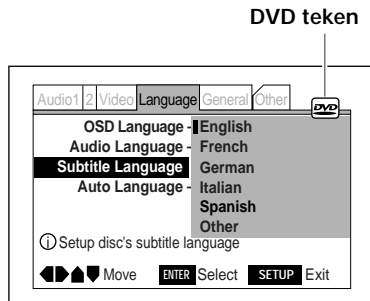 DVD teken
Audio1 2 Video Language General Other
DVD
OSD Language - English
Audio Language - French
Subtitle Language German
Auto Language - Italian
Spanish
Other
ⓘ Setup disc's subtitle language
Move ENTER Select SETUP Exit